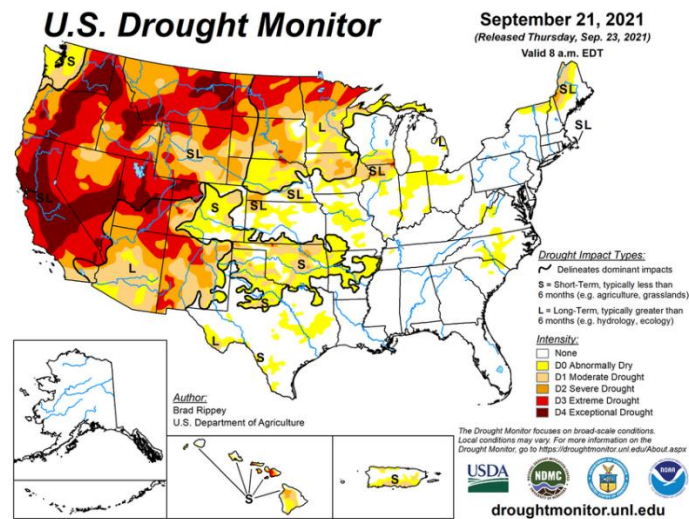 U.S. Drought Monitor
September 21, 2021
(Released Thursday, Sep. 23, 2021)
Valid 8 a.m. EDT
S
SL
L
L
SL
SL
SL
S
SL
SL
SL
L
S
S
L
S
Drought Impact Types:
Delineates dominant impacts
S = Short-Term, typically less than
6 months (e.g. agriculture, grasslands)
L = Long-Term, typically greater than
6 months (e.g. hydrology, ecology)
Intensity:
None
D0 Abnormally Dry
D1 Moderate Drought
D2 Severe Drought
D3 Extreme Drought
D4 Exceptional Drought
Author:
Brad Rippey
U.S. Department of Agriculture
S
S
The Drought Monitor focuses on broad-scale conditions.
Local conditions may vary. For more information on the
Drought Monitor, go to https://droughtmonitor.unl.edu/About.aspx
USDA
NDMC
NOAA
droughtmonitor.unl.edu